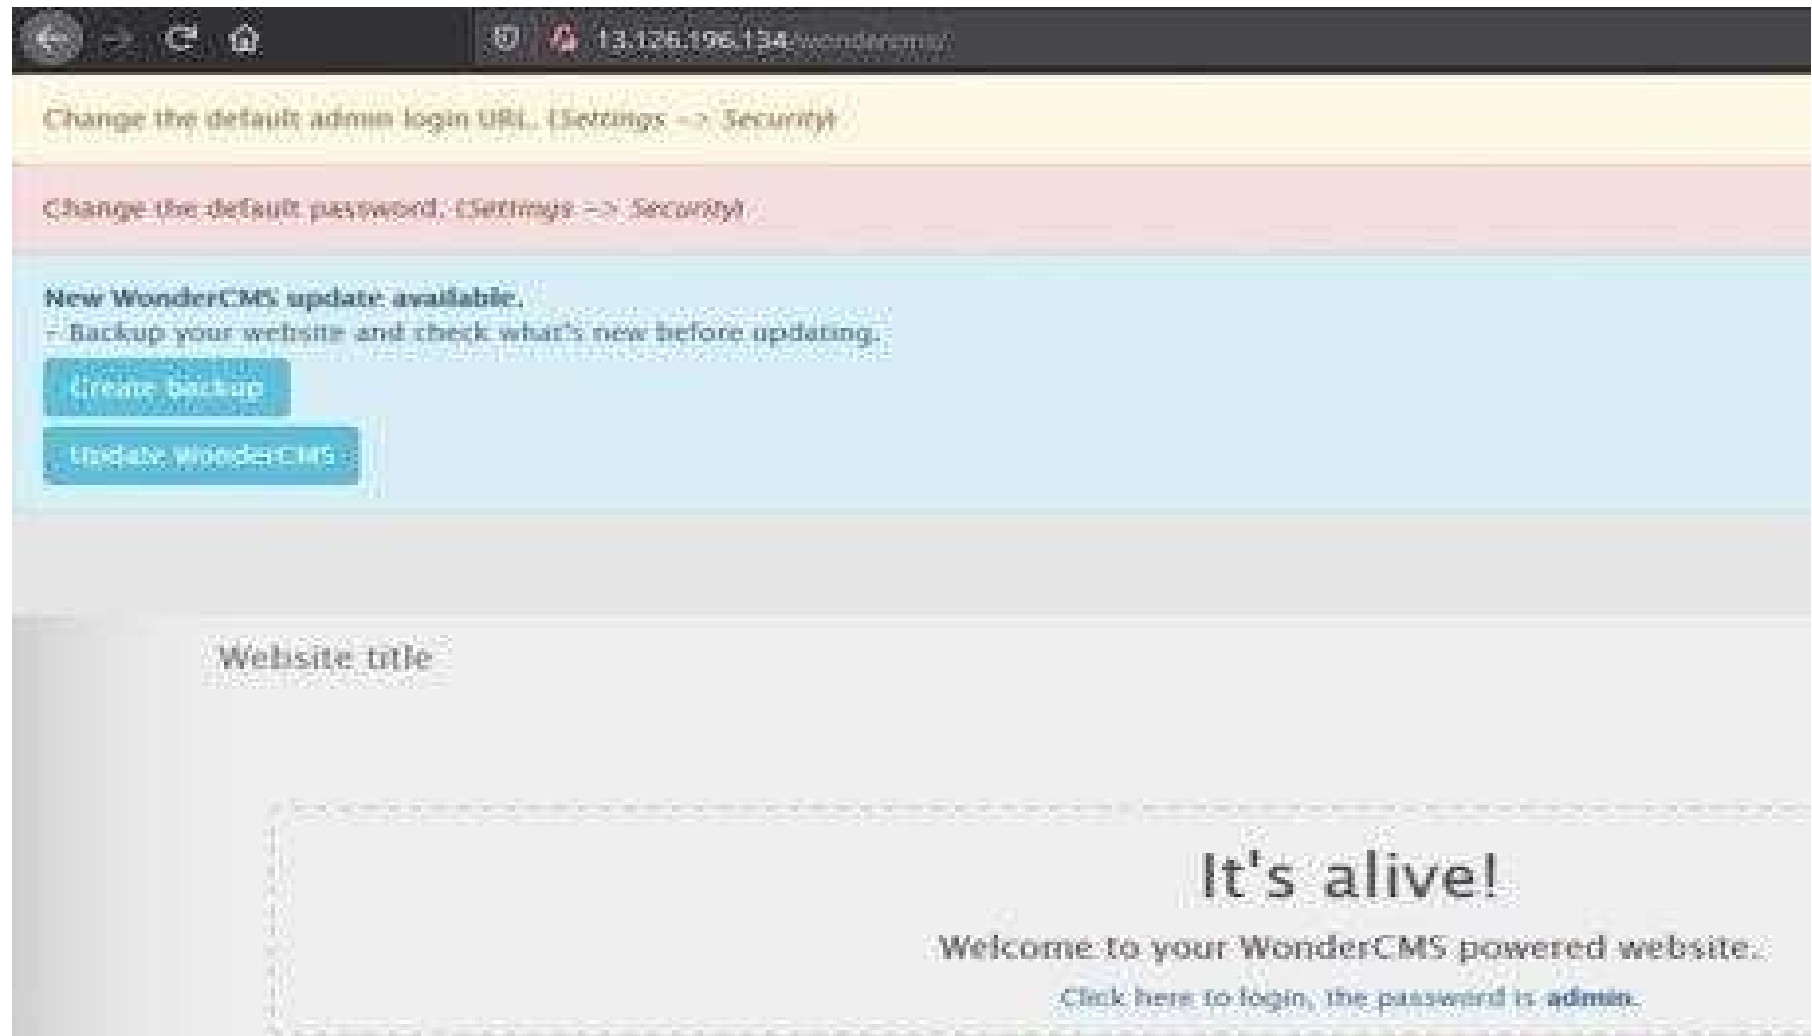 13.126.196.134/wondercms/
Change the default admin login URL. (Settings -> Security)
Change the default password. (Settings -> Security)
New WonderCMS update available.
- Backup your website and check what's new before updating.
Create backup
Update WonderCMS
Website title
It's alive!
Welcome to your WonderCMS powered website.
Click here to login, the password is admin.